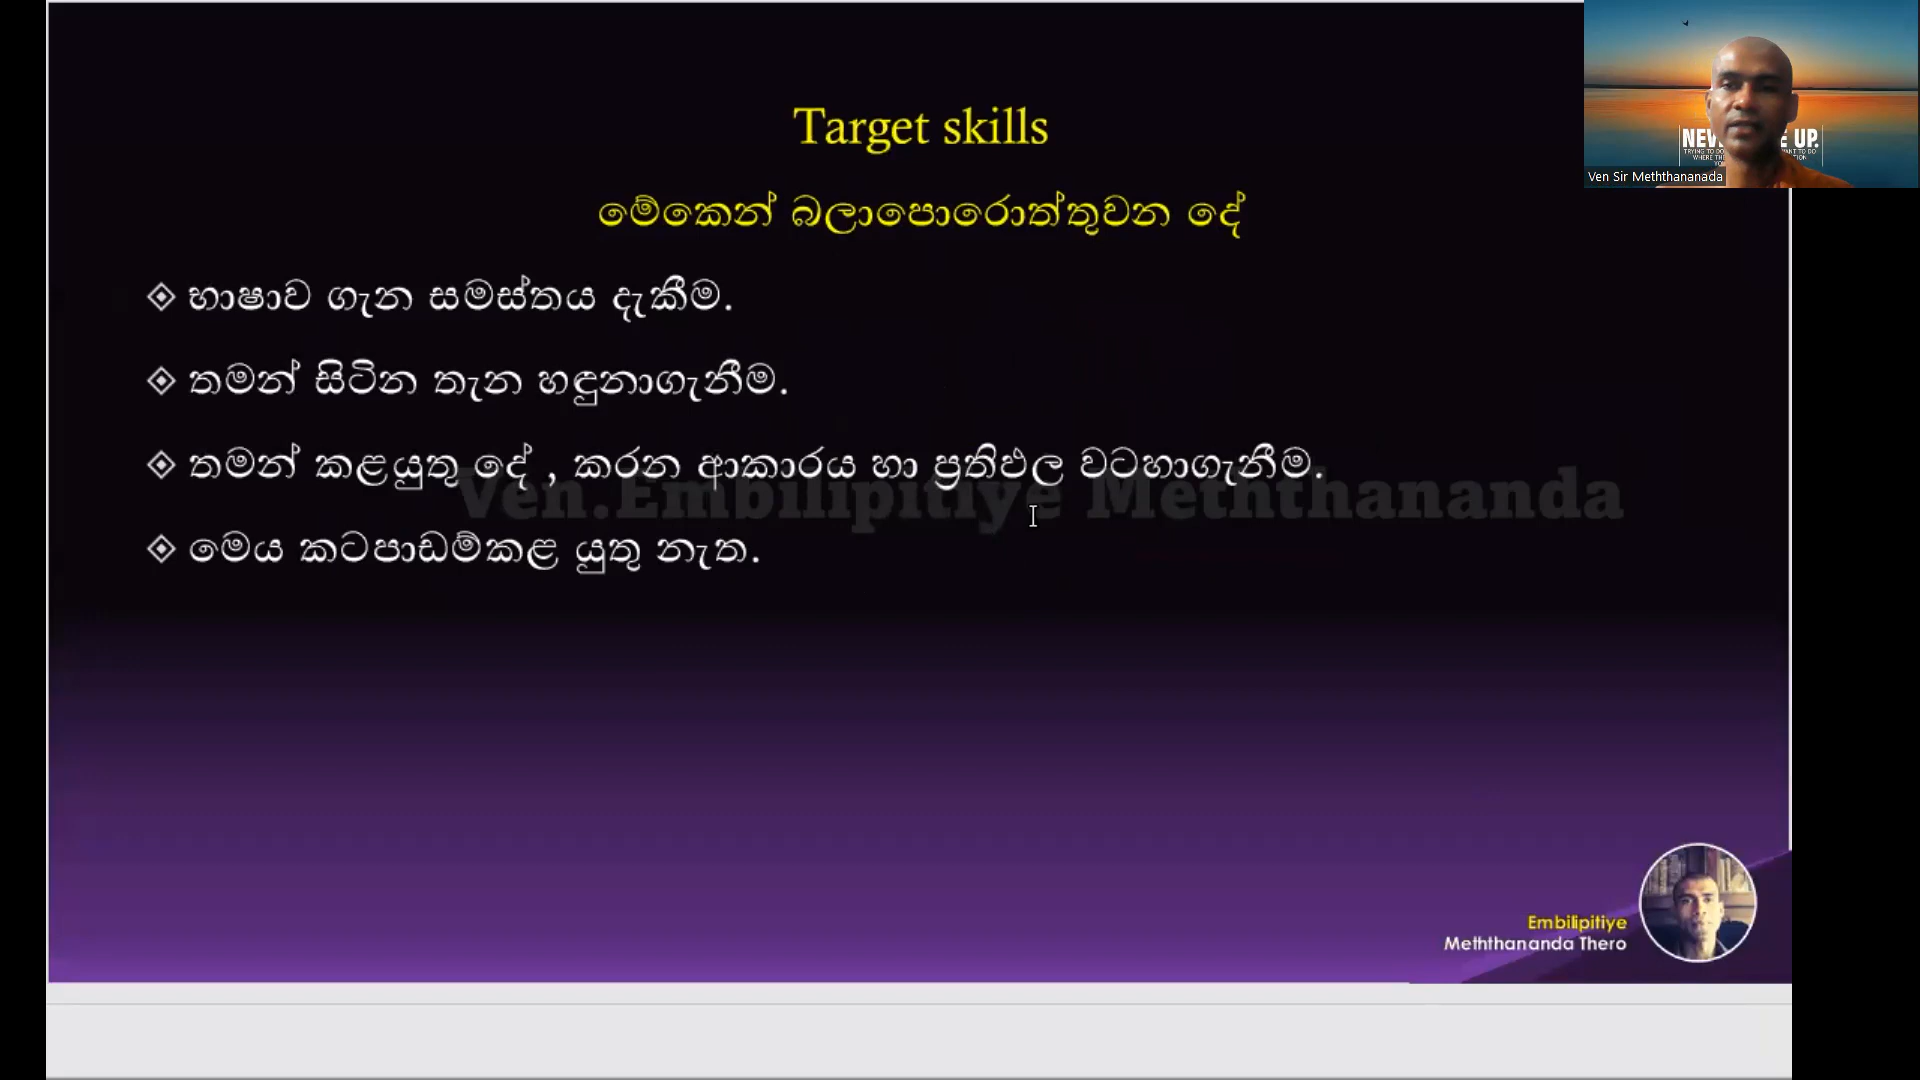 Target skills
මේකෙන් බලාපොරොත්තුවන දේ
භාෂාව ගැන සමස්තය දැකීම.
තමන් සිටින තැන හඳුනාගැනීම.
තමන් කළයුතු දේ , කරන ආකාරය හා ප්‍රතිඵල වටහාගැනීම.
Ven.Embilipitiye Meththananda
මෙය කටපාඩම්කළ යුතු නැත.
UP.
Ven Sir Meththananada
Embilipitiye
Meththananda Thero